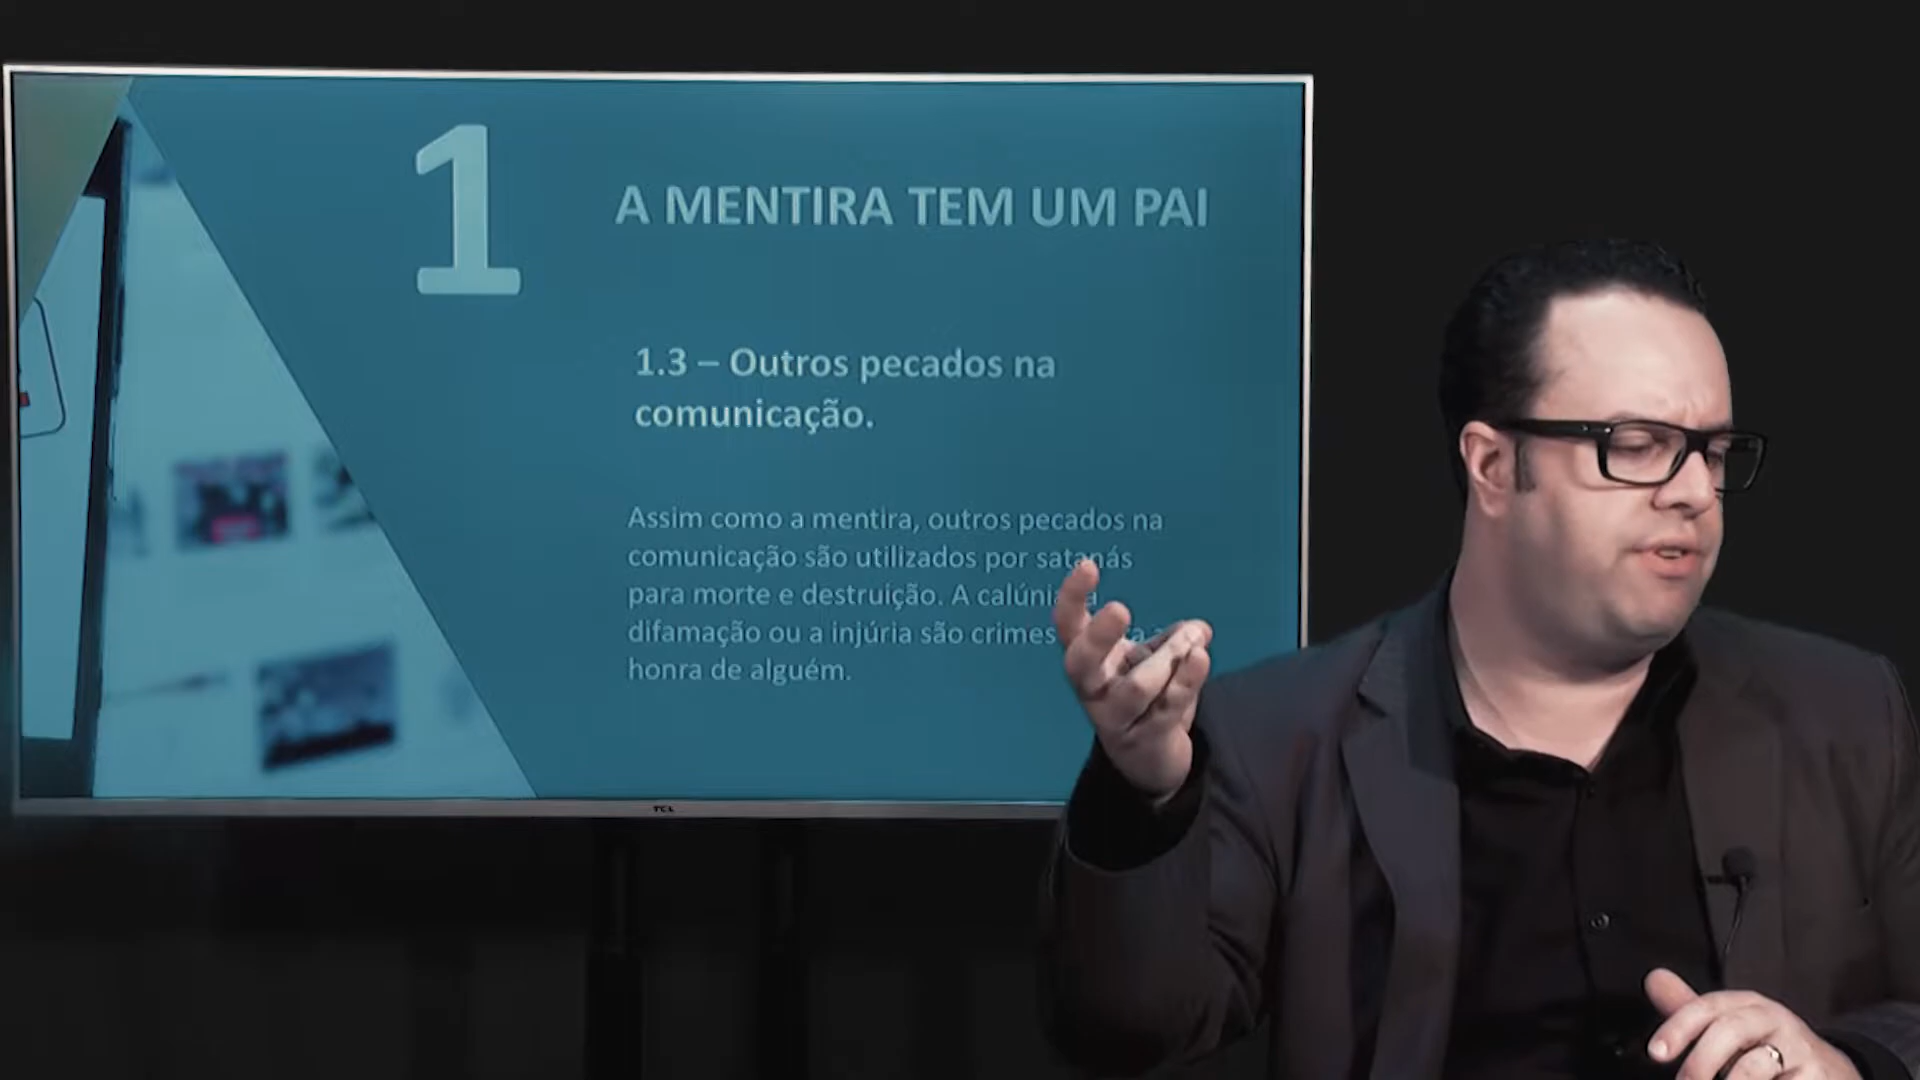 1
A MENTIRA TEM UM PAI
1.3 – Outros pecados na
comunicação.
Assim como a mentira, outros pecados na
comunicação são utilizados por satanás
para morte e destruição. A calúnia
difamação ou a injúria são crimes
honra de alguém.
TCL